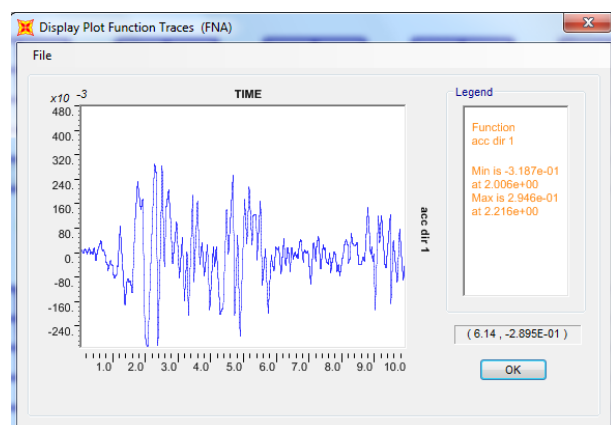 Display Plot Function Traces (FNA)
x
File
x10 -3
TIME
480.
400.
320.
240.
160.
80.
0.
-80.
-160.
-240.
1.0 2.0 3.0 4.0 5.0 6.0 7.0 8.0 9.0 10.0
acc dir 1
Legend
Function
acc dir 1
Min is -3.187e-01
at 2.006e+00
Max is 2.946e-01
at 2.216e+00
( 6.14 , -2.895E-01 )
OK